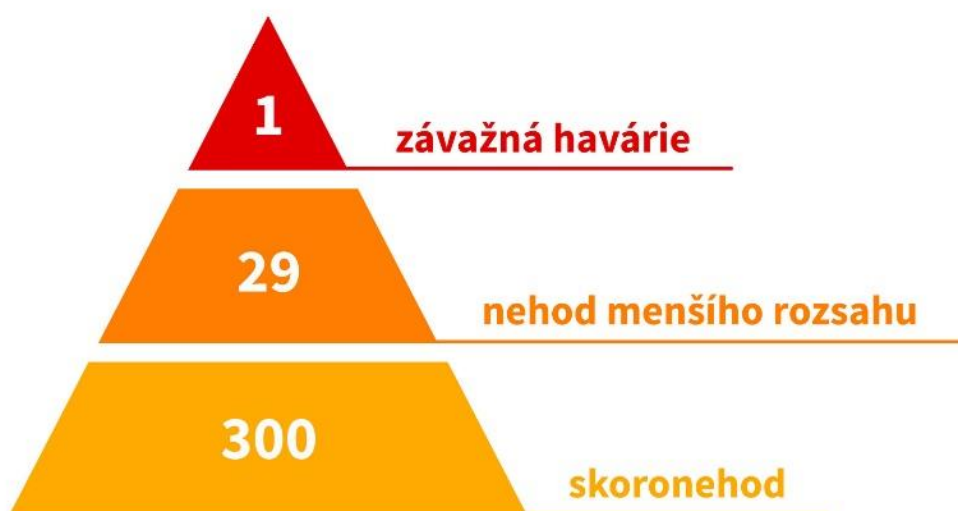 1
závažná havárie
29
nehod menšího rozsahu
300
skoronehod